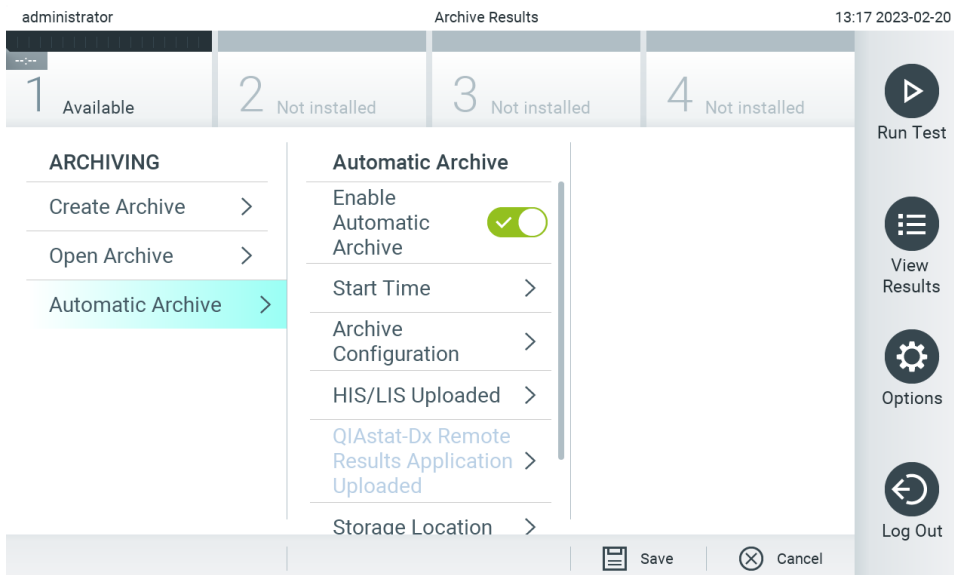 administrator
Archive Results
13:17 2023-02-20
--:--
1 Available
2 Not installed
3 Not installed
4 Not installed
Run Test
View
Results
Options
Log Out
ARCHIVING
Create Archive
Open Archive
Automatic Archive
Automatic Archive
Enable
Automatic
Archive
Start Time
Archive
Configuration
HIS/LIS Uploaded
QIAstat-Dx Remote
Results Application
Uploaded
Storage Location
Save
Cancel